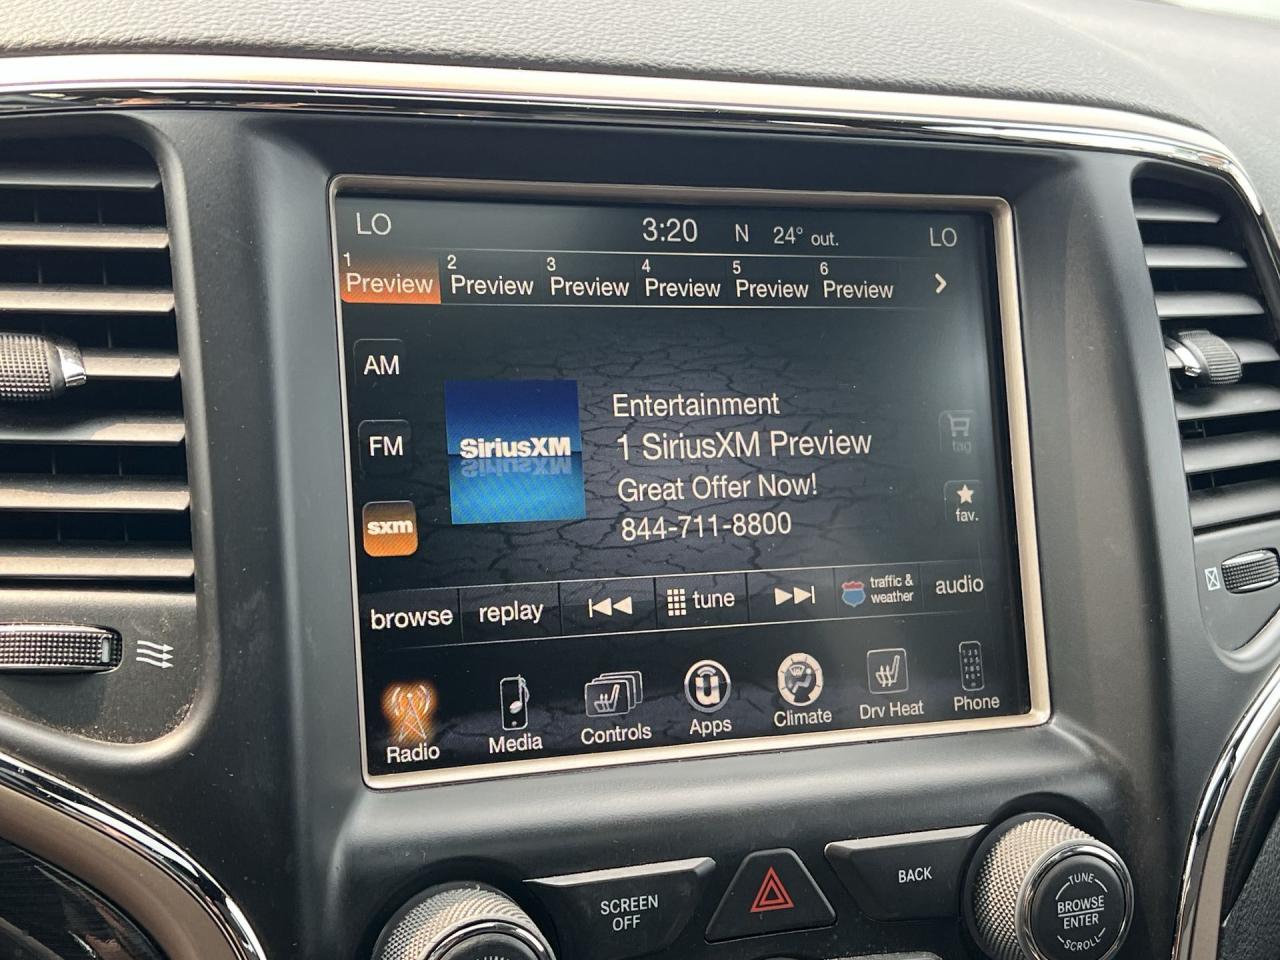 LO 3:20 N 24° out. LO
1 2 3 4 5 6
Preview Preview Preview Preview Preview Preview
AM
FM
sxm
SiriusXM
Entertainment
1 SiriusXM Preview
Great Offer Now!
844-711-8800
tag
fav.
browse replay tune traffic & weather audio
Radio Media Controls Apps Climate Drv Heat Phone
SCREEN
OFF
BACK
TUNE
BROWSE
ENTER
SCROLL